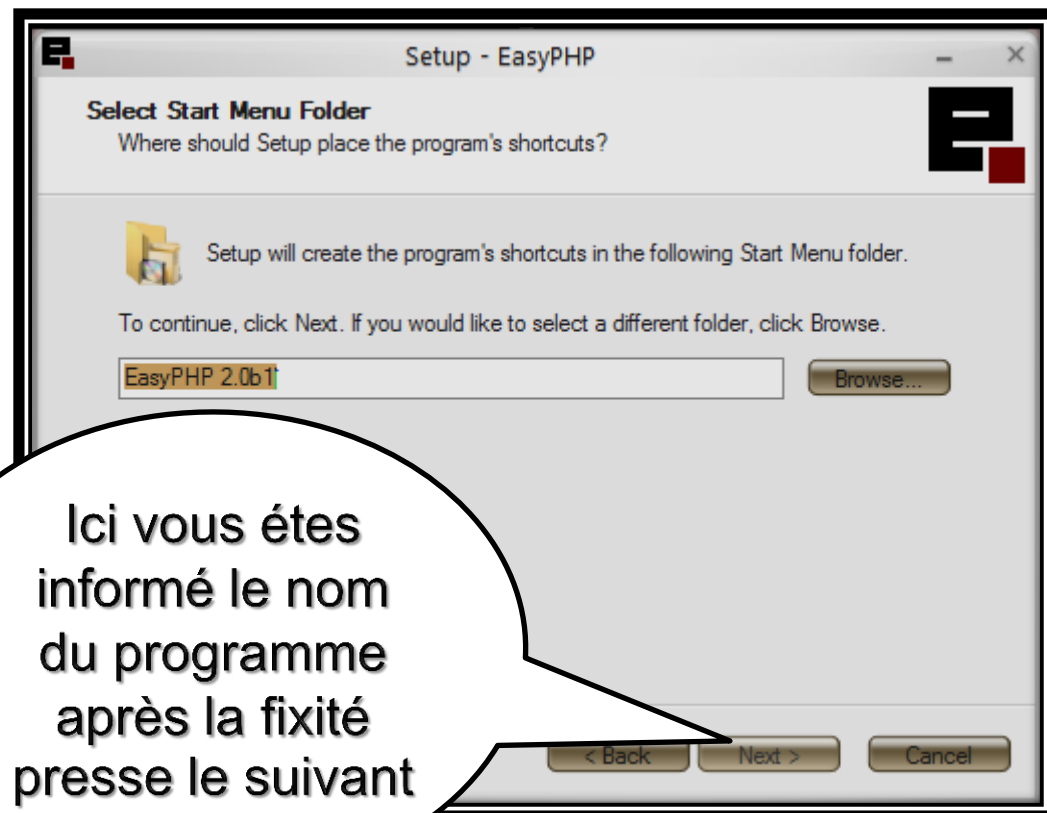 Setup - EasyPHP
Select Start Menu Folder
Where should Setup place the program's shortcuts?
Setup will create the program's shortcuts in the following Start Menu folder.
To continue, click Next. If you would like to select a different folder, click Browse.
EasyPHP 2.0b1
Browse...
Ici vous étes
informé le nom
du programme
après la fixité
presse le suivant
< Back
Next >
Cancel